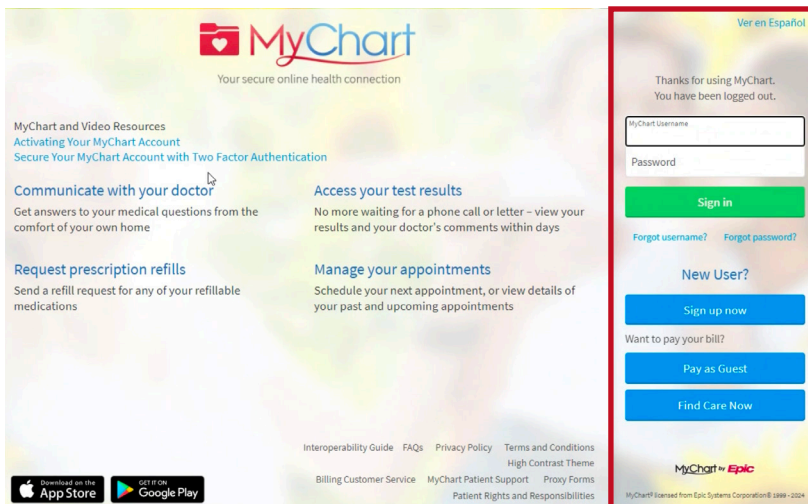 MyChart
Your secure online health connection
MyChart and Video Resources
Activating Your MyChart Account
Secure Your MyChart Account with Two Factor Authentication
Communicate with your doctor
Get answers to your medical questions from the
comfort of your own home
Access your test results
No more waiting for a phone call or letter – view your
results and your doctor's comments within days
Request prescription refills
Send a refill request for any of your refillable
medications
Manage your appointments
Schedule your next appointment, or view details of
your past and upcoming appointments
Download on the
App Store
GET IT ON
Google Play
Interoperability Guide FAQs Privacy Policy Terms and Conditions
High Contrast Theme
Billing Customer Service MyChart Patient Support Proxy Forms
Patient Rights and Responsibilities
Ver en Español
Thanks for using MyChart.
You have been logged out.
MyChart Username
Password
Sign in
Forgot username? Forgot password?
New User?
Sign up now
Want to pay your bill?
Pay as Guest
Find Care Now
MyChart by Epic
MyChart® licensed from Epic Systems Corporation© 1999 - 2024